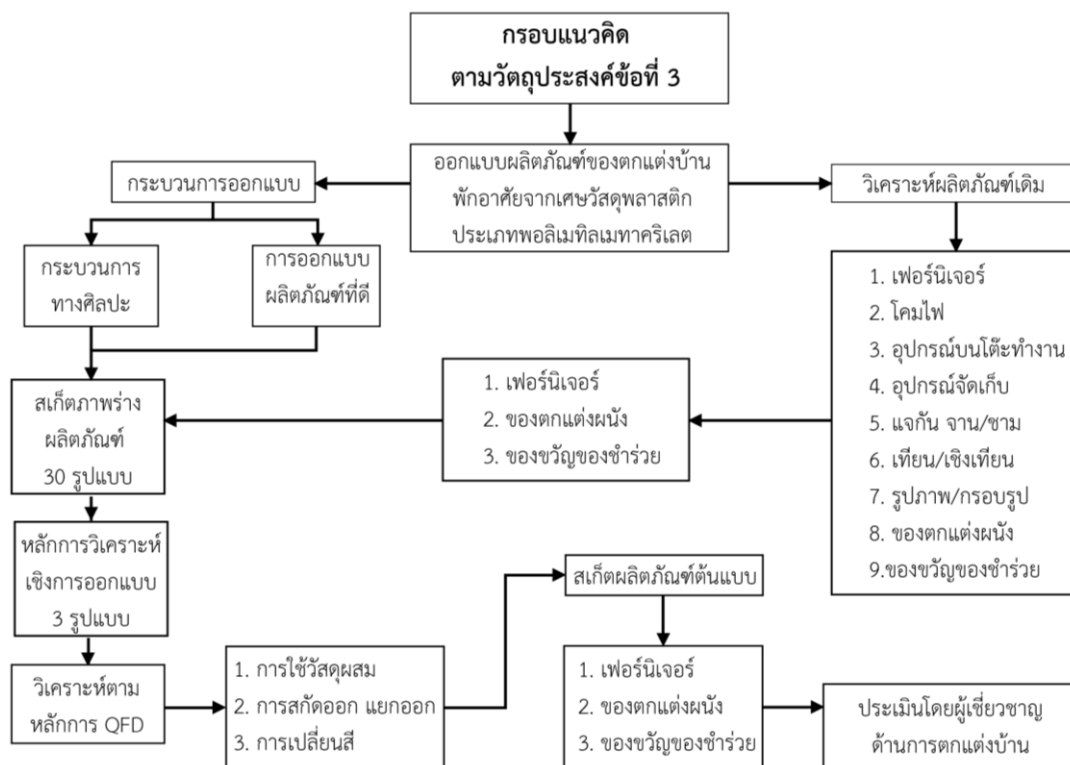 กรอบแนวคิด
ตามวัตถุประสงค์ข้อที่ 3
ออกแบบผลิตภัณฑ์ของตกแต่งบ้าน
พักอาศัยจากเศษวัสดุพลาสติก
ประเภทพอลิเมทิลเมทาคริเลต
กระบวนการออกแบบ
วิเคราะห์ผลิตภัณฑ์เดิม
กระบวนการ
ทางศิลปะ
การออกแบบ
ผลิตภัณฑ์ที่ดี
1. เฟอร์นิเจอร์
2. โคมไฟ
3. อุปกรณ์บนโต๊ะทำงาน
4. อุปกรณ์จัดเก็บ
5. แจกัน จาน/ชาม
6. เทียน/เชิงเทียน
7. รูปภาพ/กรอบรูป
8. ของตกแต่งผนัง
9.ของขวัญของชำร่วย
1. เฟอร์นิเจอร์
2. ของตกแต่งผนัง
3. ของขวัญของชำร่วย
สเก็ตภาพร่าง
ผลิตภัณฑ์
30 รูปแบบ
หลักการวิเคราะห์
เชิงการออกแบบ
3 รูปแบบ
วิเคราะห์ตาม
หลักการ QFD
1. การใช้วัสดุผสม
2. การสกัดออก แยกออก
3. การเปลี่ยนสี
สเก็ตผลิตภัณฑ์ต้นแบบ
1. เฟอร์นิเจอร์
2. ของตกแต่งผนัง
3. ของขวัญของชำร่วย
ประเมินโดยผู้เชี่ยวชาญ
ด้านการตกแต่งบ้าน